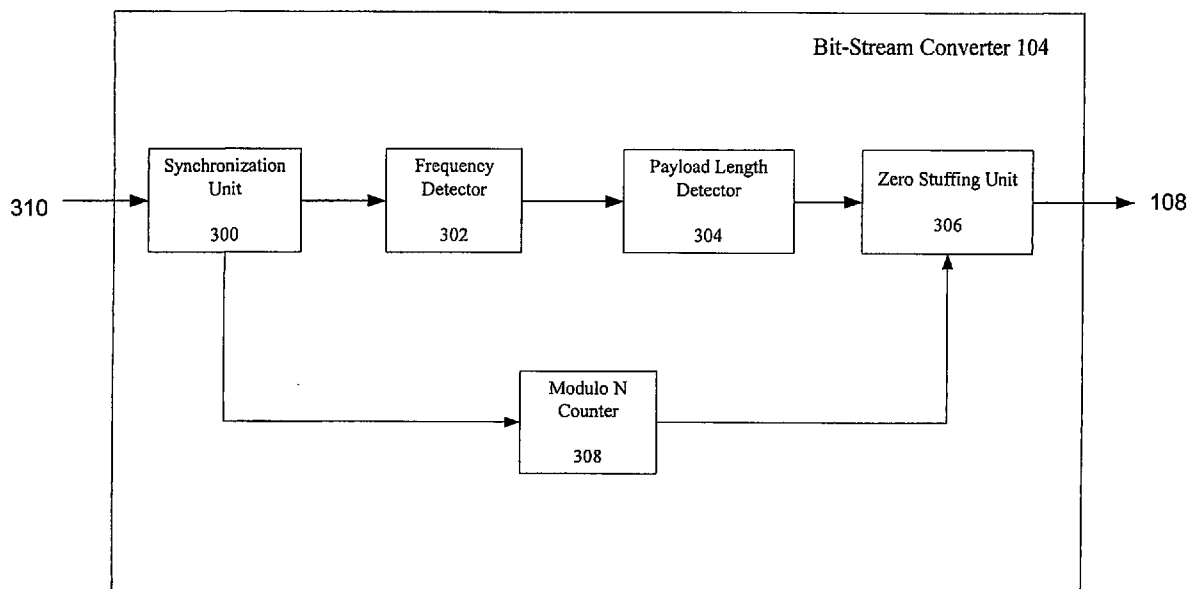 Bit-Stream Converter 104
310
Synchronization
Unit
300
Frequency
Detector
302
Payload Length
Detector
304
Zero Stuffing Unit
306
108
Modulo N
Counter
308